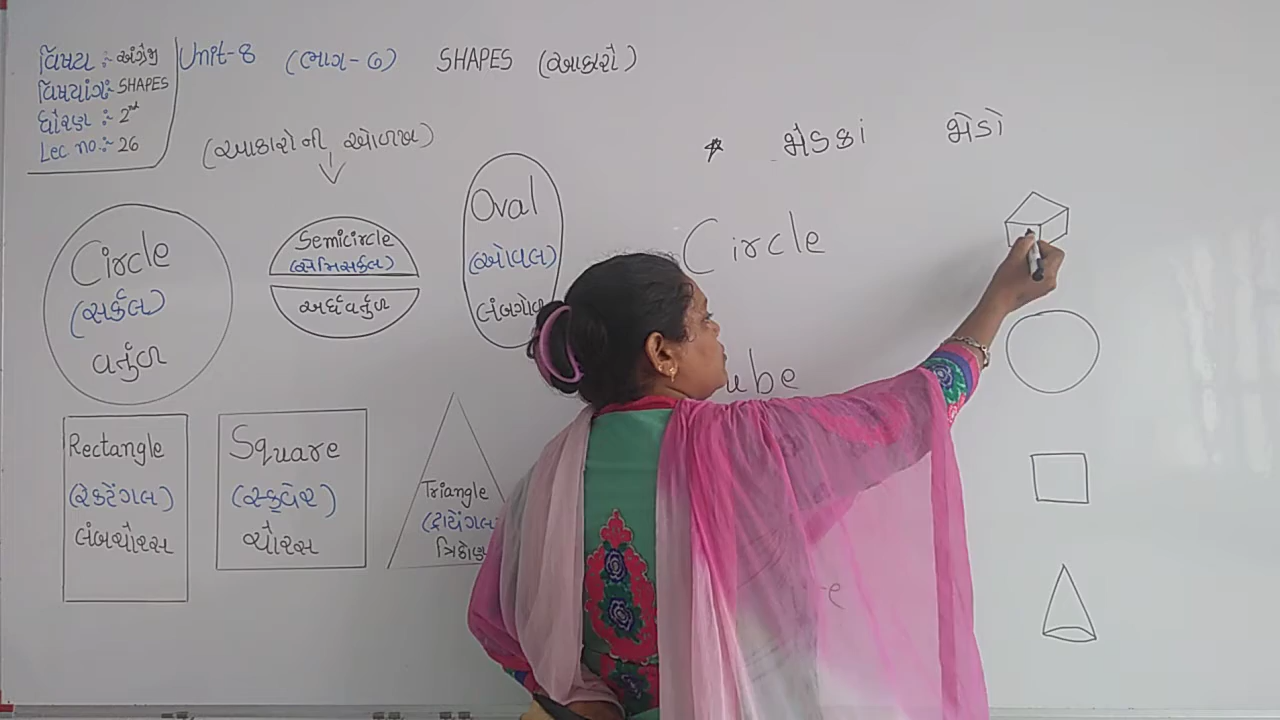 વિષય :- અંગ્રેજી
વિષયાંગ:- SHAPES
ધોરણ :- 2nd
Lec no.:- 26
Unit-8 (ભાગ-૭) SHAPES (આકારો)
(આકારોની ઓળખ)
Circle
(સર્કલ)
વર્તુળ
Semicircle
(સેમિસર્કલ)
અર્ધવર્તુળ
Oval
(ઓવલ)
લંબગોળ
Rectangle
(રેક્ટેંગલ)
લંબચોરસ
Square
(સ્ક્વેર)
ચોરસ
Triangle
(ટ્રાયેંગલ)
ત્રિકોણ
* જોડકાં જોડો
Circle
ube
e